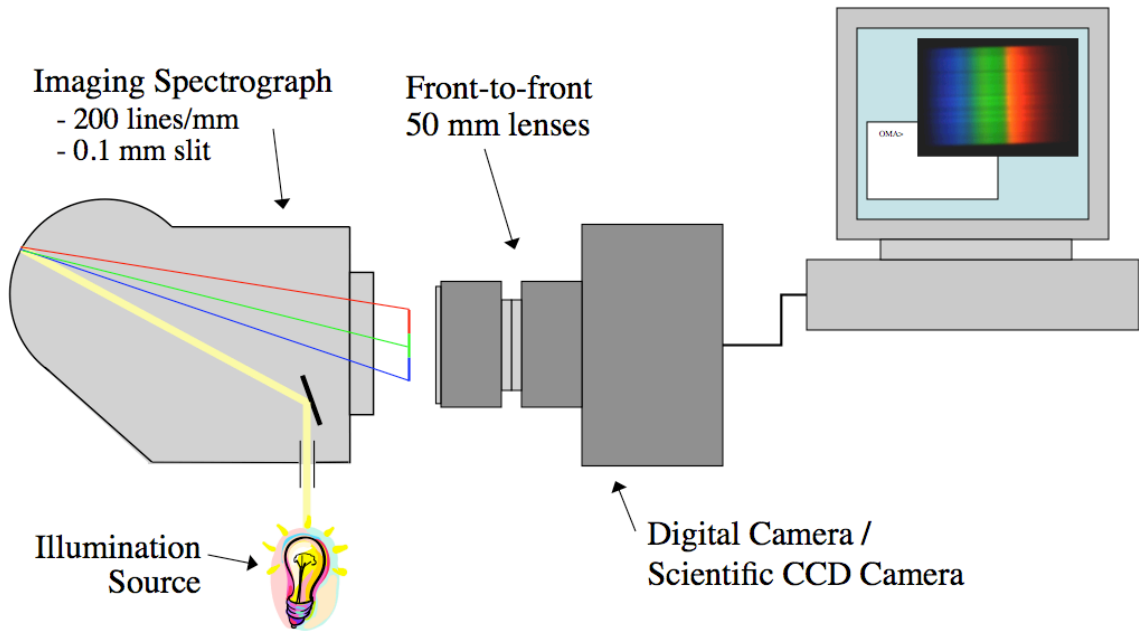 Imaging Spectrograph
- 200 lines/mm
- 0.1 mm slit
Front-to-front
50 mm lenses
OMA>
Illumination
Source
Digital Camera /
Scientific CCD Camera